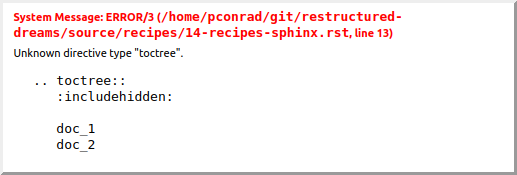 System Message: ERROR/3 (/home/pconrad/git/restructured-
dreams/source/recipes/14-recipes-sphinx.rst, line 13)
Unknown directive type "toctree".
.. toctree::
   :includehidden:

   doc_1
   doc_2